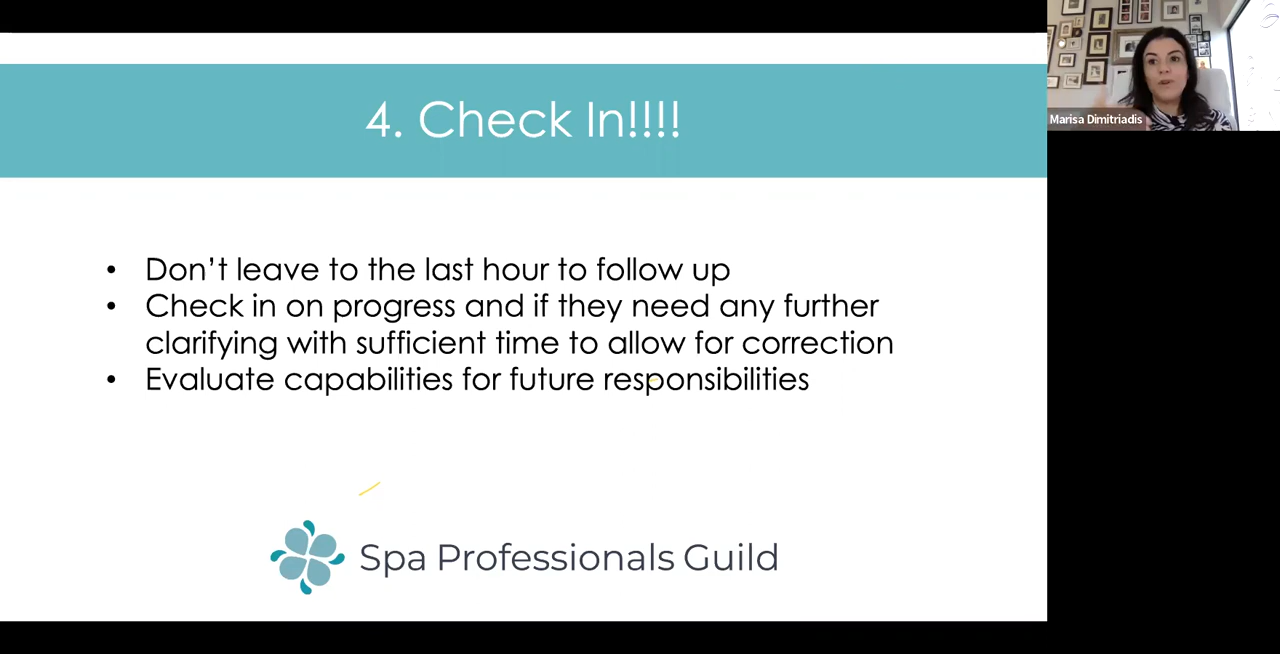 4. Check In!!!!
Marisa Dimitriadis
• Don’t leave to the last hour to follow up
• Check in on progress and if they need any further
clarifying with sufficient time to allow for correction
• Evaluate capabilities for future responsibilities
Spa Professionals Guild